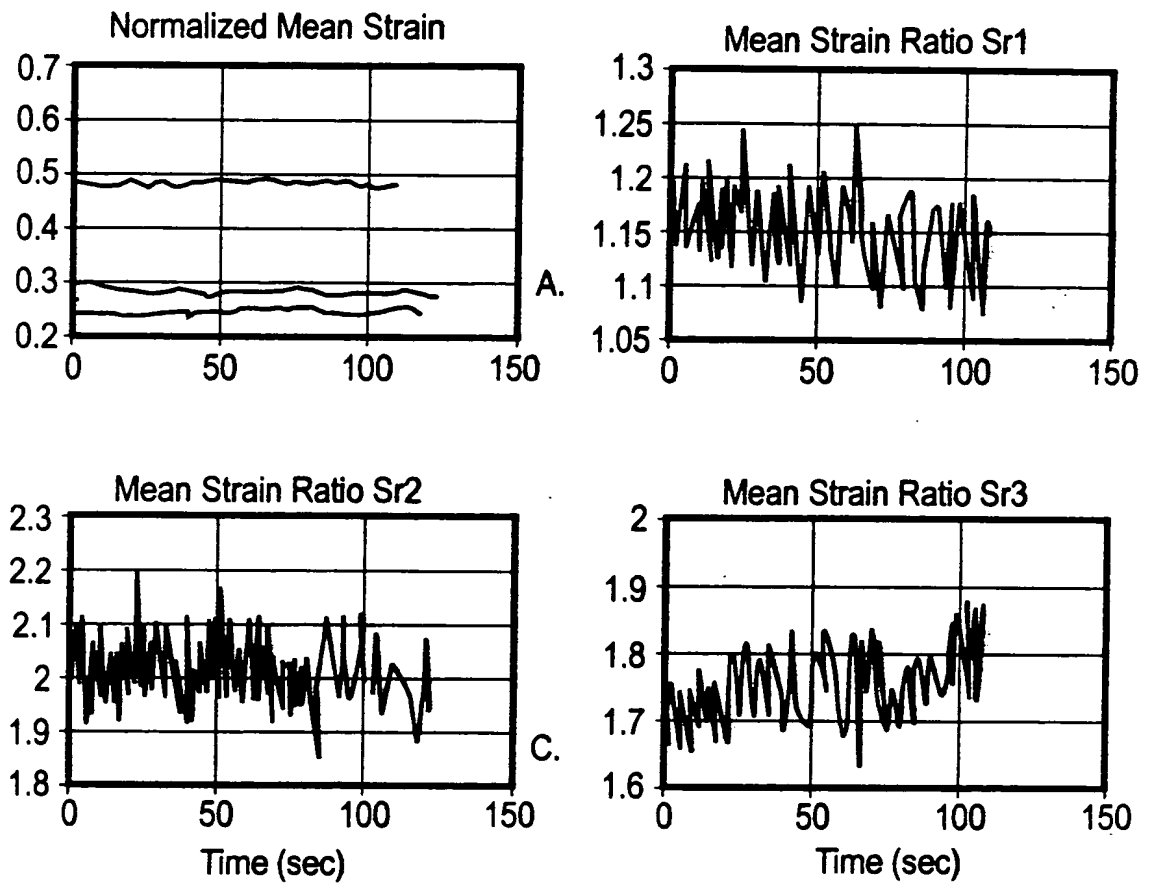 Normalized Mean Strain
0.7
0.6
0.5
0.4
0.3
0.2
0 50 100 150
A.
Mean Strain Ratio Sr1
1.3
1.25
1.2
1.15
1.1
1.05
0 50 100 150
Mean Strain Ratio Sr2
2.3
2.2
2.1
2
1.9
1.8
0 50 100 150
Time (sec)
C.
Mean Strain Ratio Sr3
2
1.9
1.8
1.7
1.6
0 50 100 150
Time (sec)